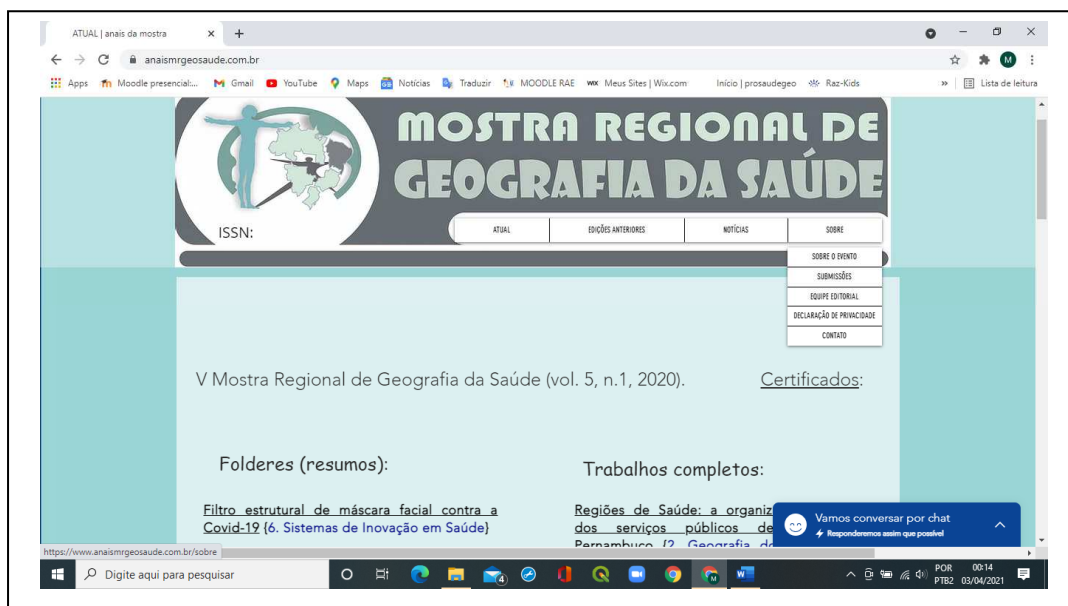 ATUAL | anais da mostra
anaismrgeosaude.com.br
Apps Moodle presencial:... Gmail YouTube Maps Notícias Traduzir MOODLE RAE WIX Meus Sites | Wix.com Início | prosaudegeo Raz-Kids » Lista de leitura
M
MOSTRA REGIONAL DE
GEOGRAFIA DA SAÚDE
ISSN:
ATUAL EDIÇÕES ANTERIORES NOTÍCIAS SOBRE
SOBRE O EVENTO
SUBMISSÕES
EQUIPE EDITORIAL
DECLARAÇÃO DE PRIVACIDADE
CONTATO
V Mostra Regional de Geografia da Saúde (vol. 5, n.1, 2020). Certificados:
Folderes (resumos): Trabalhos completos:
Filtro estrutural de máscara facial contra a
Covid-19 {6. Sistemas de Inovação em Saúde}
Regiões de Saúde: a organiz
dos serviços públicos de
Pernambuco {2. Geografia do
Vamos conversar por chat
Responderemos assim que possível
https://www.anaismrgeosaude.com.br/sobre
Digite aqui para pesquisar
4
POR 00:14
PTB2 03/04/2021